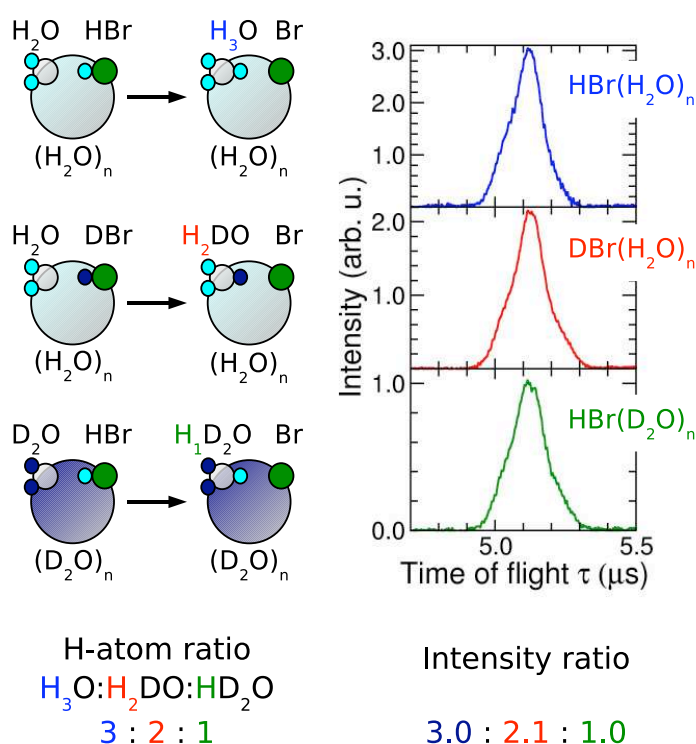 H₂O HBr
H₃O Br
(H₂O)ₙ
(H₂O)ₙ
H₂O DBr
H₂DO Br
(H₂O)ₙ
(H₂O)ₙ
D₂O HBr
H₁D₂O Br
(D₂O)ₙ
(D₂O)ₙ
H-atom ratio
H₃O:H₂DO:HD₂O
3 : 2 : 1
Intensity (arb. u.)
3.0
2.0
1.0
HBr(H₂O)ₙ
2.0
1.0
DBr(H₂O)ₙ
1.0
0.0
HBr(D₂O)ₙ
5.0 5.5
Time of flight τ (μs)
Intensity ratio
3.0 : 2.1 : 1.0